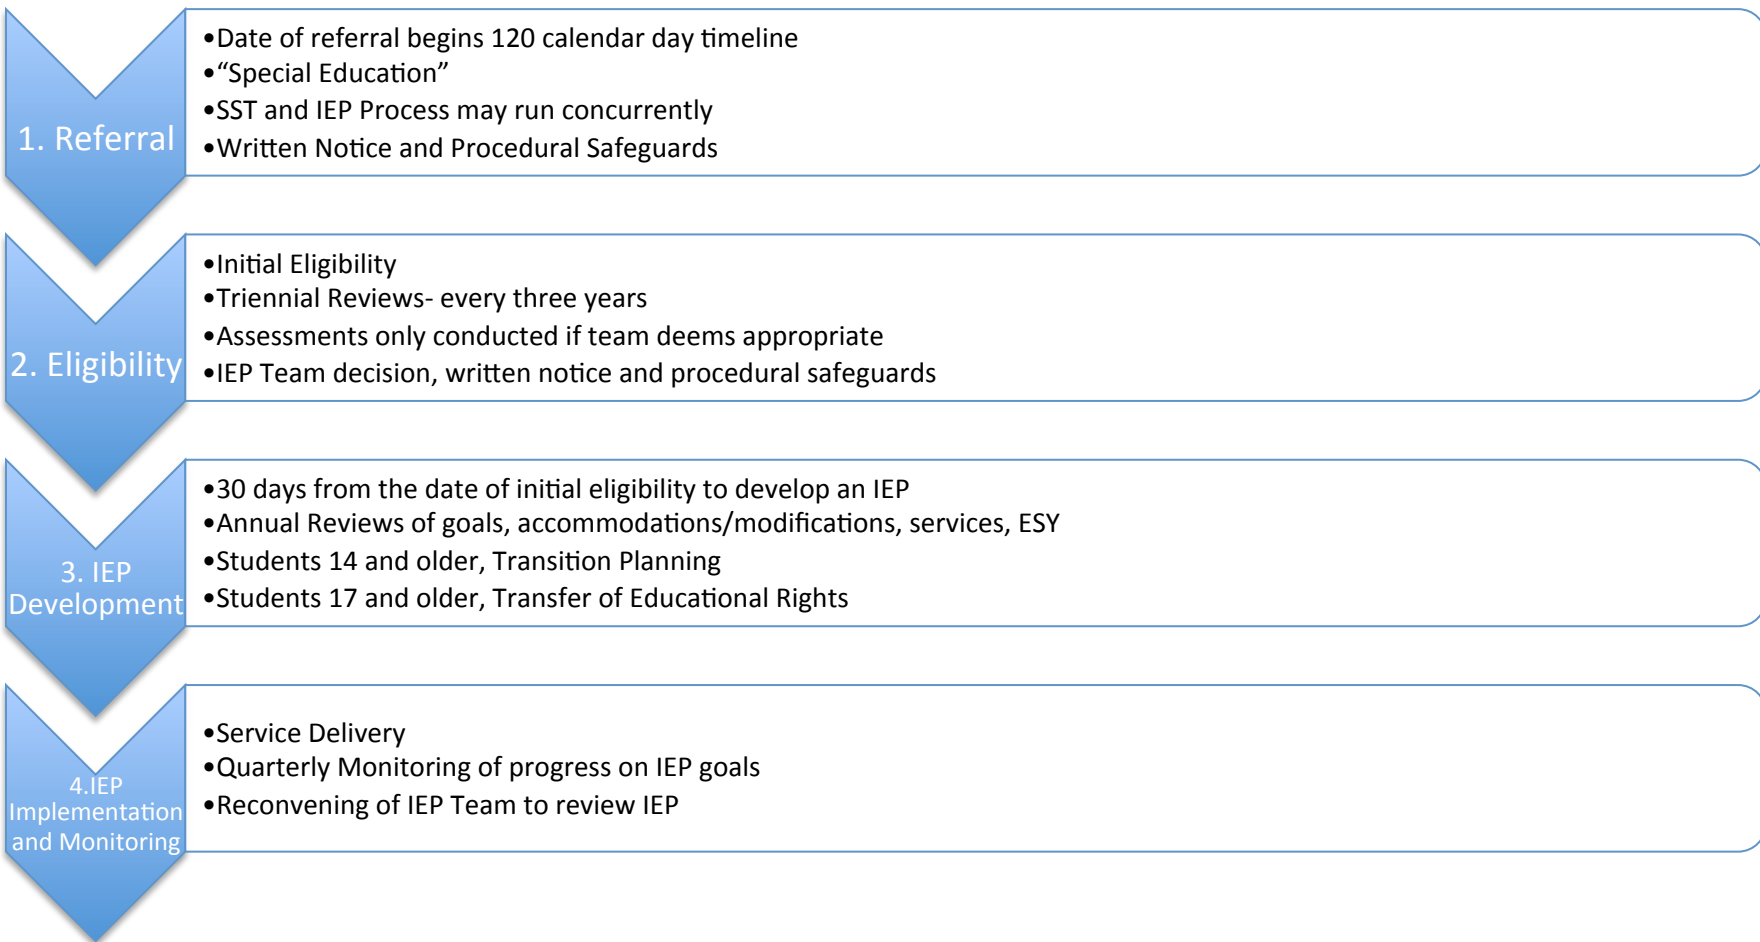 1. Referral
•Date of referral begins 120 calendar day timeline
•“Special Education”
•SST and IEP Process may run concurrently
•Written Notice and Procedural Safeguards
2. Eligibility
•Initial Eligibility
•Triennial Reviews- every three years
•Assessments only conducted if team deems appropriate
•IEP Team decision, written notice and procedural safeguards
3. IEP
Development
•30 days from the date of initial eligibility to develop an IEP
•Annual Reviews of goals, accommodations/modifications, services, ESY
•Students 14 and older, Transition Planning
•Students 17 and older, Transfer of Educational Rights
4.IEP
Implementation
and Monitoring
•Service Delivery
•Quarterly Monitoring of progress on IEP goals
•Reconvening of IEP Team to review IEP